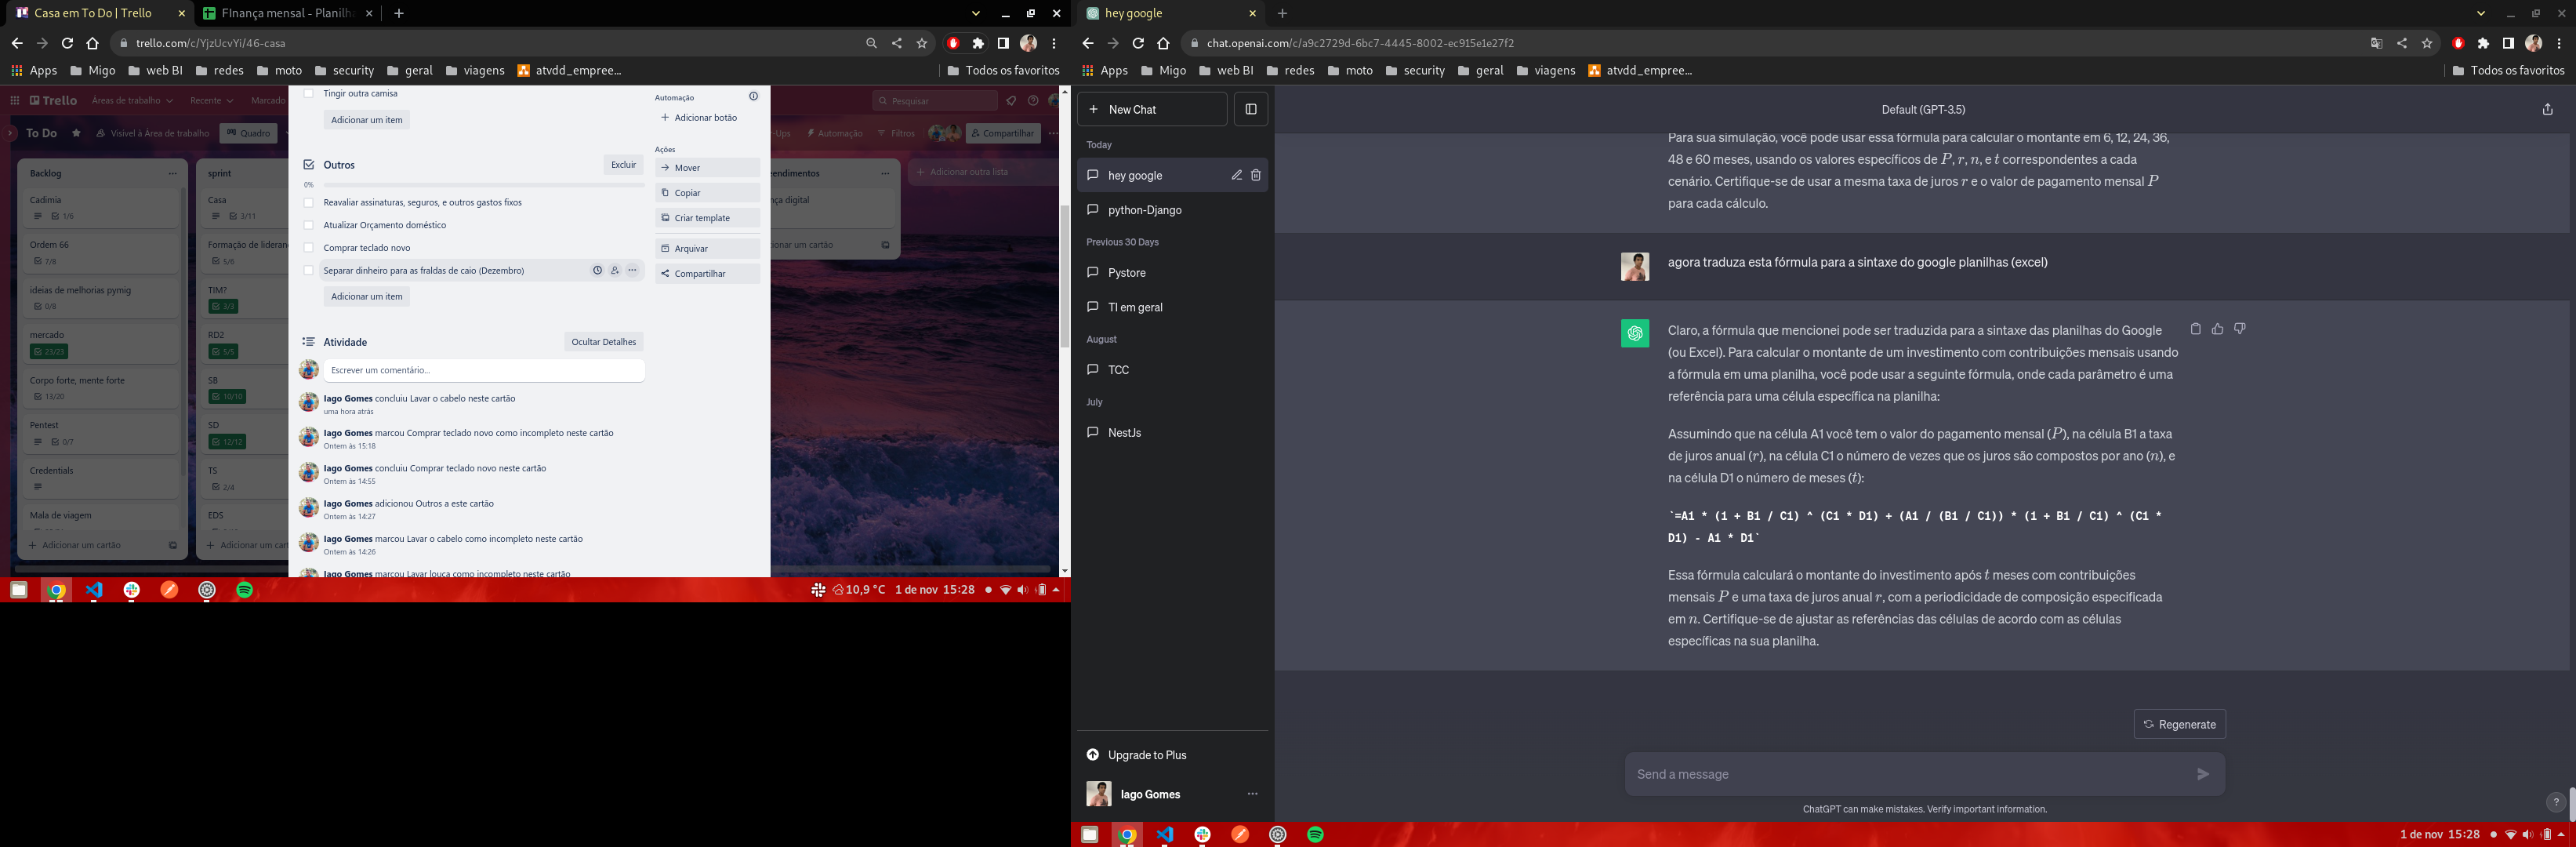 Casa em To Do | Trello
FInança mensal - Planilha
trello.com/c/YjzUcvYi/46-casa
Apps Migo web BI redes moto security geral viagens atvdd_empree... Todos os favoritos
Trello Áreas de trabalho Recente Marcado Pesquisar
To Do Visível à Área de trabalho Quadro -Ups Automação Filtros Compartilhar
Backlog
Cadimia
1/6
Ordem 66
7/8
ideias de melhorias pymig
0/8
mercado
23/23
Corpo forte, mente forte
13/20
Pentest
0/7
Credentials
Mala de viagem
Adicionar um cartão
sprint
Casa
3/11
Formação de lideran
5/6
TIM?
3/3
RD2
5/5
S8
10/10
SD
12/12
TS
2/4
EDS
Adicionar um cart
Tingir outra camisa
Adicionar um item
Outros
Excluir
0%
Reavaliar assinaturas, seguros, e outros gastos fixos
Atualizar Orçamento doméstico
Comprar teclado novo
Separar dinheiro para as fraldas de caio (Dezembro)
Adicionar um item
Atividade
Ocultar Detalhes
Escrever um comentário...
Iago Gomes concluiu Lavar o cabelo neste cartão
uma hora atrás
Iago Gomes marcou Comprar teclado novo como incompleto neste cartão
Ontem às 15:18
Iago Gomes concluiu Comprar teclado novo neste cartão
Ontem às 14:55
Iago Gomes adicionou Outros a este cartão
Ontem às 14:27
Iago Gomes marcou Lavar o cabelo como incompleto neste cartão
Ontem às 14:26
Iago Gomes marcou Lavar louça como incompleto neste cartão
Automação
Adicionar botão
Ações
Mover
Copiar
Criar template
Arquivar
Compartilhar
eendimentos
nça digital
ionar um cartão
Adicionar outra lista
10,9 °C 1 de nov 15:28
hey google
chat.openai.com/c/a9c2729d-6bc7-4445-8002-ec915e1e27f2
Apps Migo web BI redes moto security geral viagens atvdd_empree... Todos os favoritos
New Chat
Today
hey google
python-Django
Previous 30 Days
Pystore
TI em geral
August
TCC
July
NestJs
Upgrade to Plus
Iago Gomes
Default (GPT-3.5)
Para sua simulação, você pode usar essa fórmula para calcular o montante em 6, 12, 24, 36,
48 e 60 meses, usando os valores específicos de P, r, n, e t correspondentes a cada
cenário. Certifique-se de usar a mesma taxa de juros r e o valor de pagamento mensal P
para cada cálculo.
agora traduza esta fórmula para a sintaxe do google planilhas (excel)
Claro, a fórmula que mencionei pode ser traduzida para a sintaxe das planilhas do Google
(ou Excel). Para calcular o montante de um investimento com contribuições mensais usando
a fórmula em uma planilha, você pode usar a seguinte fórmula, onde cada parâmetro é uma
referência para uma célula específica na planilha:
Assumindo que na célula A1 você tem o valor do pagamento mensal (P), na célula B1 a taxa
de juros anual (r), na célula C1 o número de vezes que os juros são compostos por ano (n), e
na célula D1 o número de meses (t):
`=A1 * (1 + B1 / C1) ^ (C1 * D1) + (A1 / (B1 / C1)) * (1 + B1 / C1) ^ (C1 *
D1) - A1 * D1`
Essa fórmula calculará o montante do investimento após t meses com contribuições
mensais P e uma taxa de juros anual r, com a periodicidade de composição especificada
em n. Certifique-se de ajustar as referências das células de acordo com as células
específicas na sua planilha.
Regenerate
Send a message
ChatGPT can make mistakes. Verify important information.
?
1 de nov 15:28